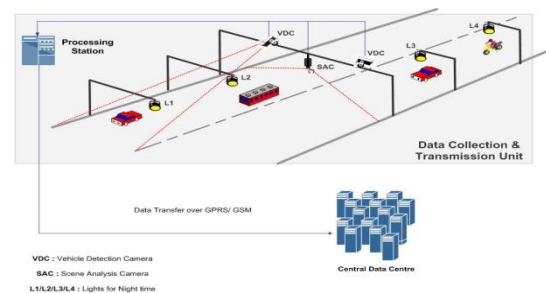 L4
VDC
Processing
Station
VDC
L3
SAC
L2
L1
Data Collection &
Transmission Unit
Data Transfer over GPRS/ GSM
VDC : Vehicle Detection Camera
SAC : Scene Analysis Camera
Central Data Centre
L1/L2/L3/L4 : Lights for Night time